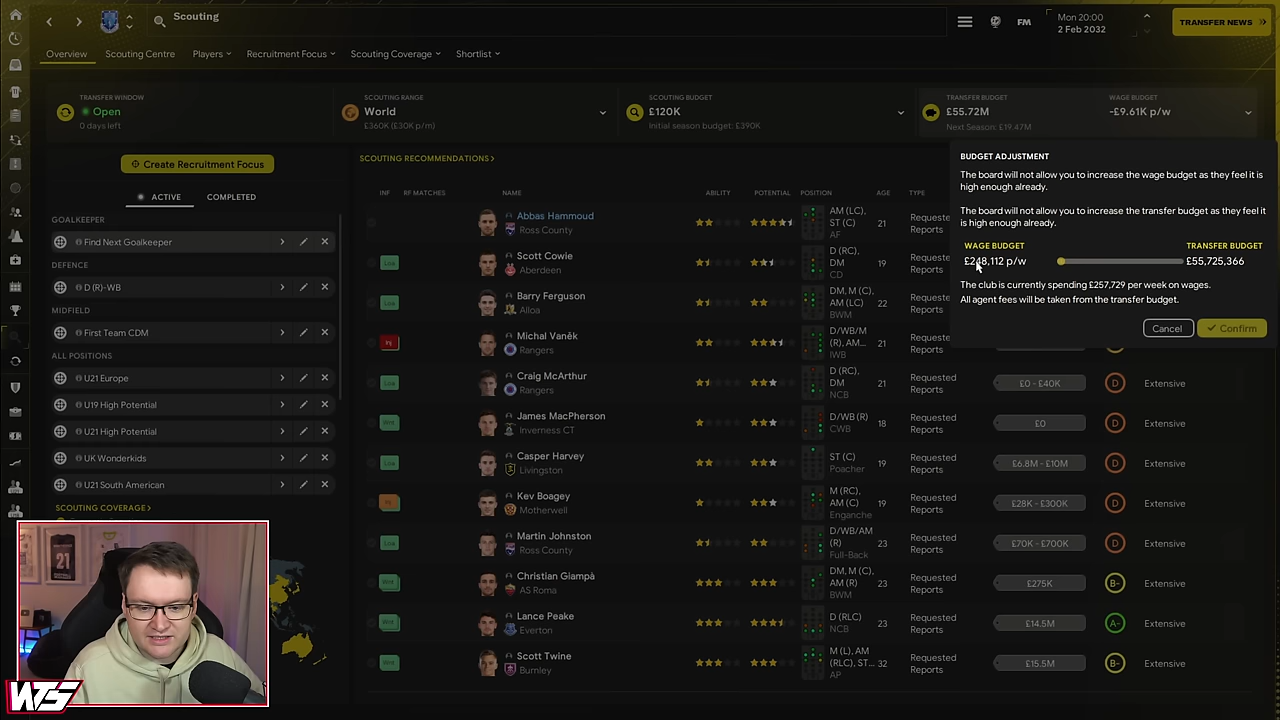 Scouting
FM
Mon 20:00
2 Feb 2032
TRANSFER NEWS
Overview
Scouting Centre
Players
Recruitment Focus
Scouting Coverage
Shortlist
TRANSFER WINDOW
Open
0 days left
SCOUTING RANGE
World
£360K (£30K p/m)
SCOUTING BUDGET
£120K
Initial season budget: £390K
TRANSFER BUDGET
£55.72M
Next Season: £19.47M
WAGE BUDGET
-£9.61K p/w
BUDGET ADJUSTMENT
The board will not allow you to increase the wage budget as they feel it is
high enough already.
The board will not allow you to increase the transfer budget as they feel it
is high enough already.
WAGE BUDGET
£248,112 p/w
TRANSFER BUDGET
£55,725,366
The club is currently spending £257,729 per week on wages.
All agent fees will be taken from the transfer budget.
Cancel
Confirm
Create Recruitment Focus
ACTIVE
COMPLETED
GOALKEEPER
Find Next Goalkeeper
DEFENCE
D (R)-WB
MIDFIELD
First Team CDM
ALL POSITIONS
U21 Europe
U19 High Potential
U21 High Potential
UK Wonderkids
U21 South American
SCOUTING COVERAGE >
SCOUTING RECOMMENDATIONS >
INF
RF MATCHES
NAME
ABILITY
POTENTIAL
POSITION
AGE
TYPE
Abbas Hammoud
Ross County
AM (LC),
ST (C)
AF
21
Requested
Reports
Loa
Scott Cowie
Aberdeen
D (RC),
DM
CD
19
Requested
Reports
Loa
Barry Ferguson
Alloa
DM, M (C),
AM (LC)
BWM
22
Requested
Reports
Inj
Michal Vaněk
Rangers
D/WB/M
(R), AM...
IWB
21
Requested
Reports
Loa
Craig McArthur
Rangers
D (RC),
DM
NCB
21
Requested
Reports
£0 - £40K
D
Extensive
Wnt
James MacPherson
Inverness CT
D/WB (R)
CWB
18
Requested
Reports
£0
D
Extensive
Loa
Casper Harvey
Livingston
ST (C)
Poacher
19
Requested
Reports
£6.8M - £10M
D
Extensive
Kev Boagey
Motherwell
M (RC),
AM (C)
Enganche
19
Requested
Reports
£28K - £300K
D
Extensive
Loa
Martin Johnston
Ross County
D/WB/AM
(R)
Full-Back
23
Requested
Reports
£70K - £700K
D
Extensive
Wnt
Christian Giampà
AS Roma
DM, M (C),
AM (R)
BWM
23
Requested
Reports
£275K
B-
Extensive
Wnt
Lance Peake
Everton
D (RLC)
NCB
23
Requested
Reports
£14.5M
A-
Extensive
Wnt
Scott Twine
Burnley
M (L), AM
(RLC), ST...
AP
32
Requested
Reports
£15.5M
B-
Extensive
21
WTS